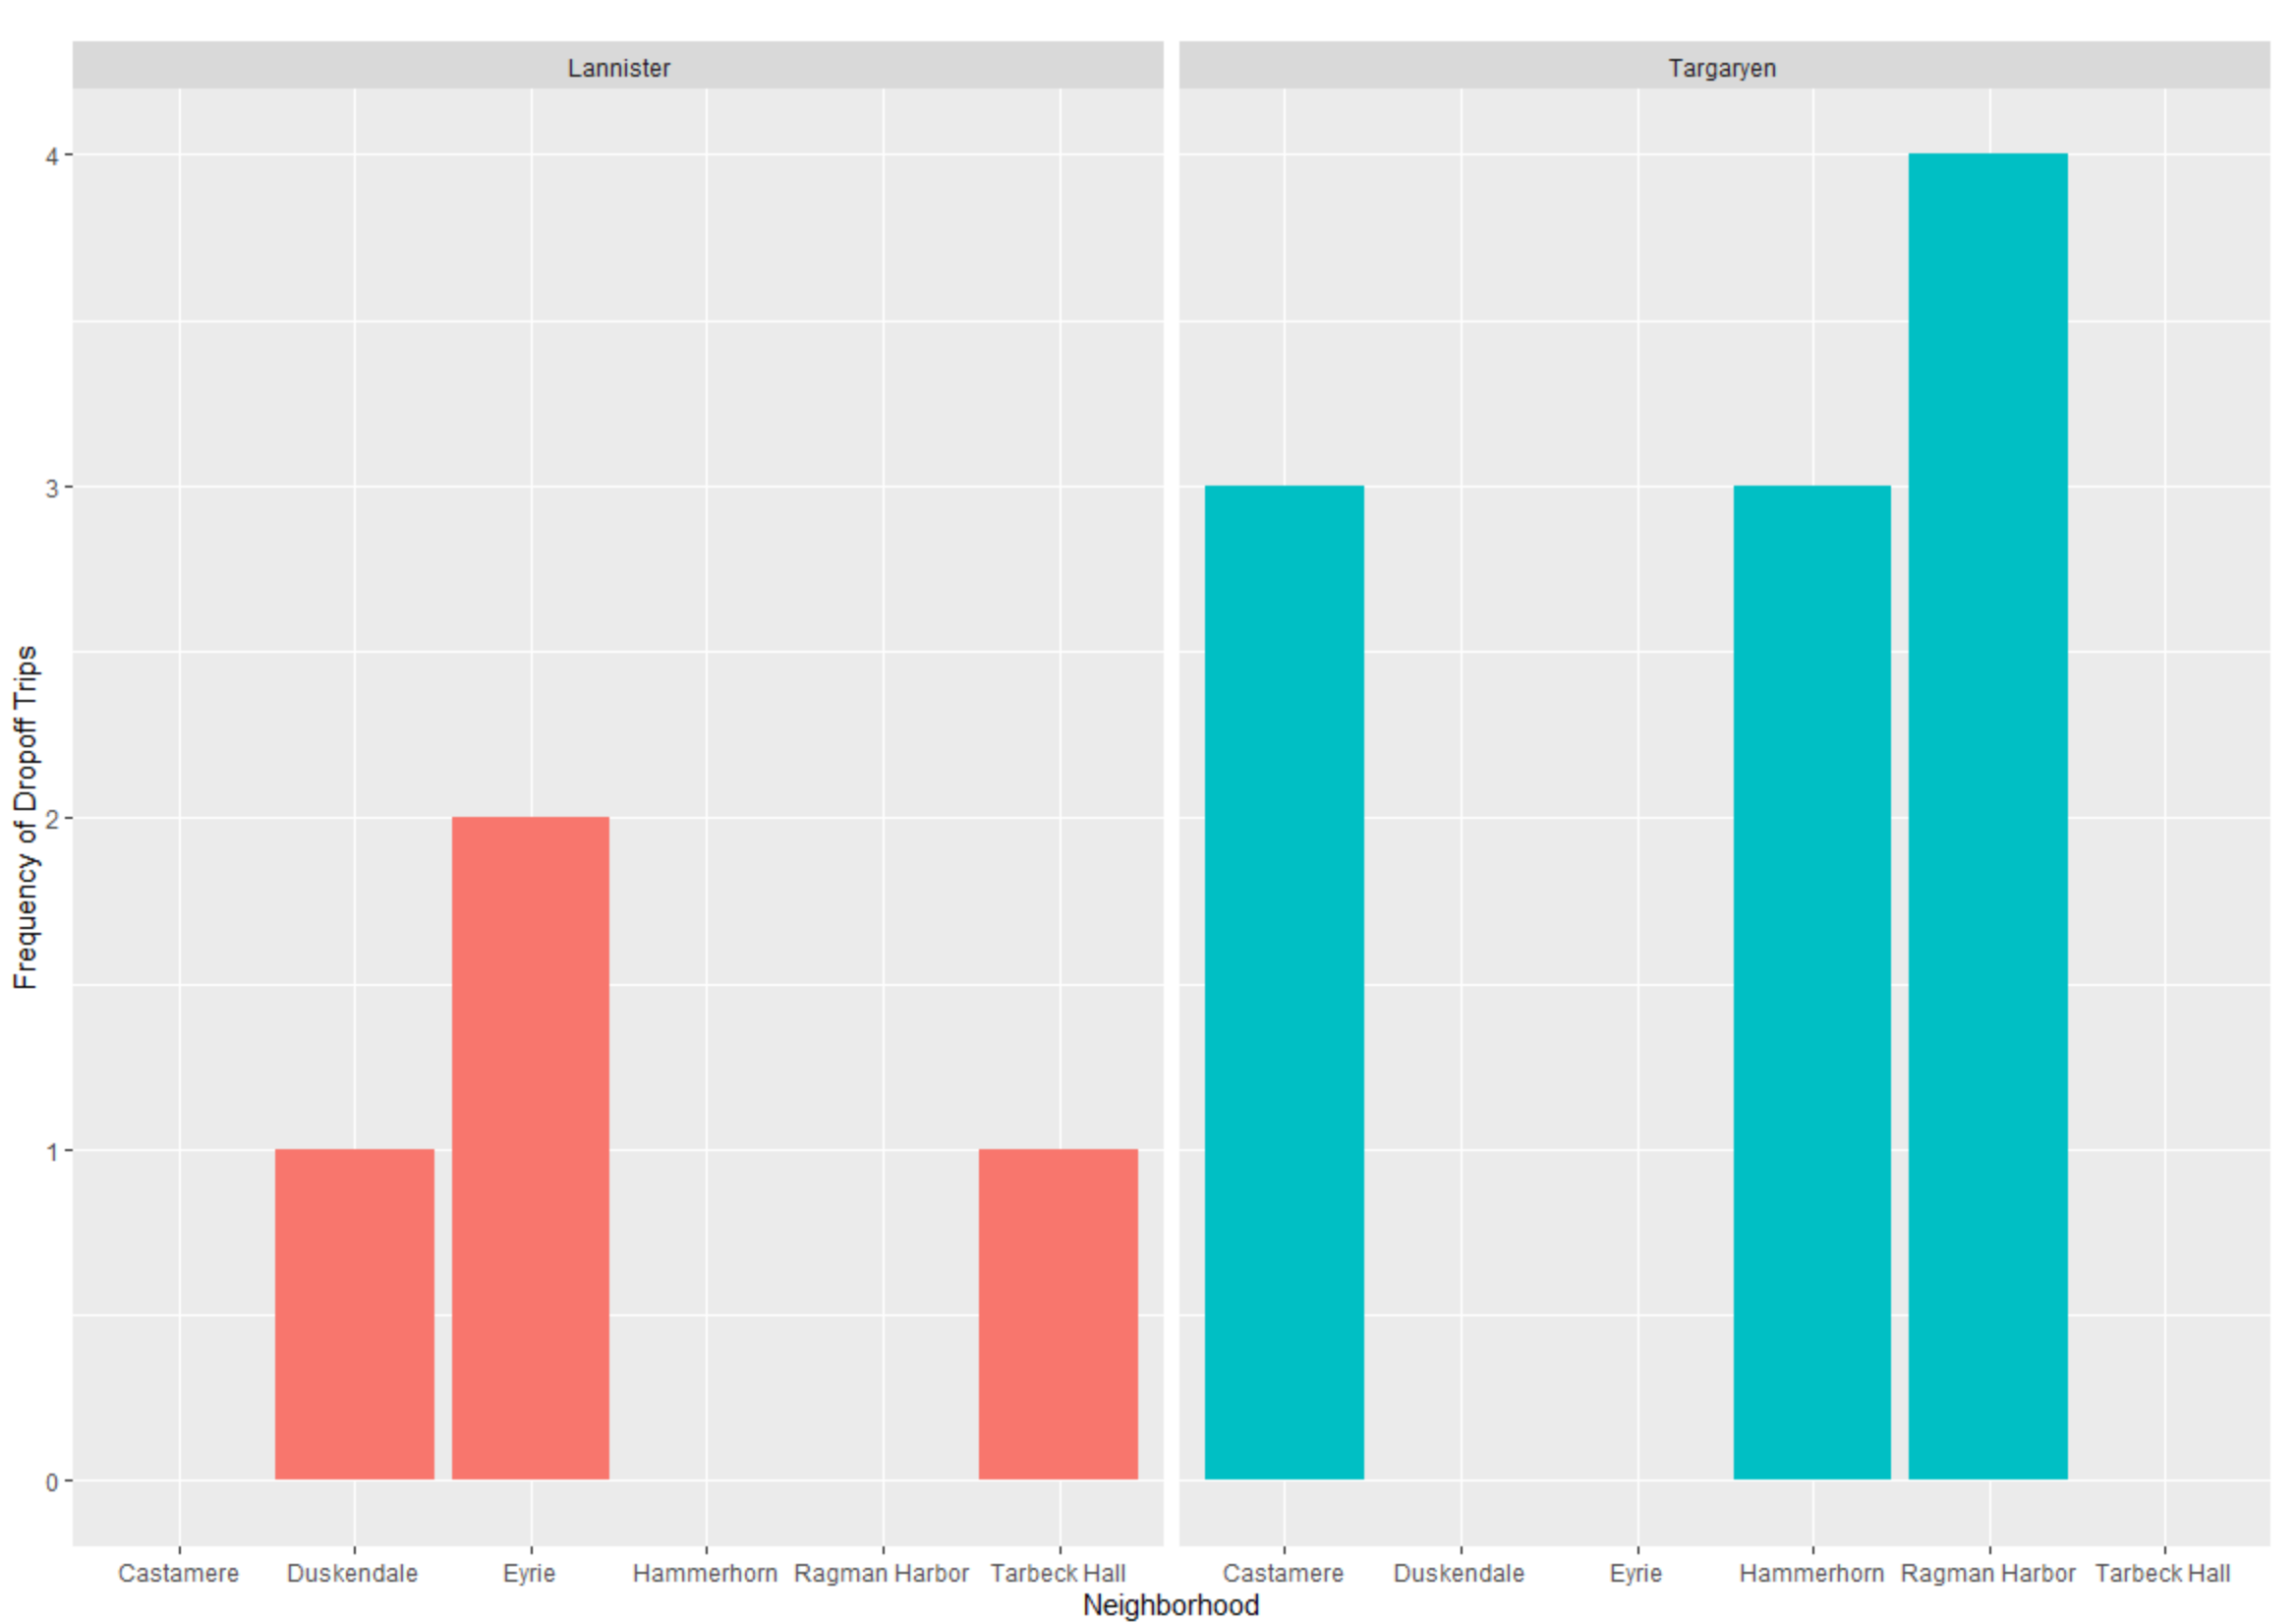 Lannister
Targaryen
4
3
2
1
0
Frequency of Dropoff Trips
Castamere Duskendale Eyrie Hammerhorn Ragman Harbor Tarbeck Hall
Castamere Duskendale Eyrie Hammerhorn Ragman Harbor Tarbeck Hall
Neighborhood